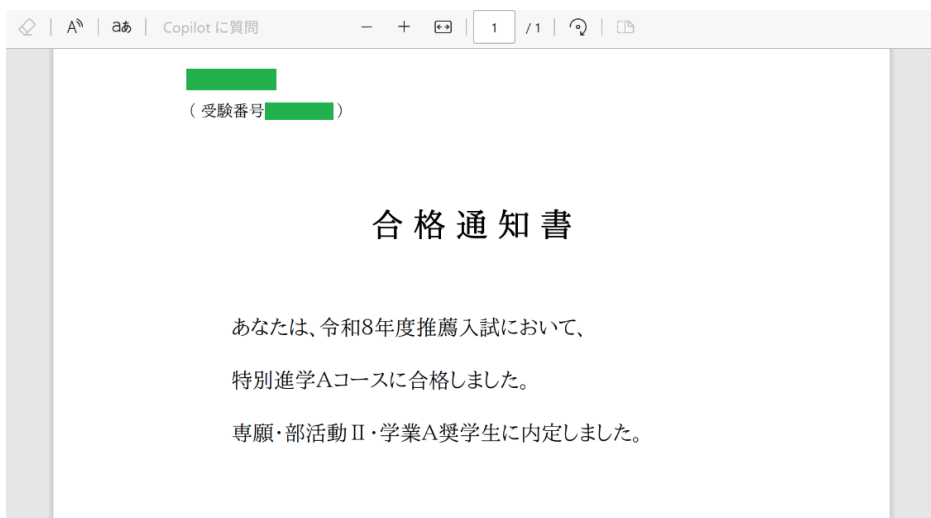 A aあ Copilot に質問 － ＋ 1 /1
（ 受験番号 ）
合格通知書
あなたは、令和8年度推薦入試において、
特別進学Aコースに合格しました。
専願・部活動Ⅱ・学業A奨学生に内定しました。